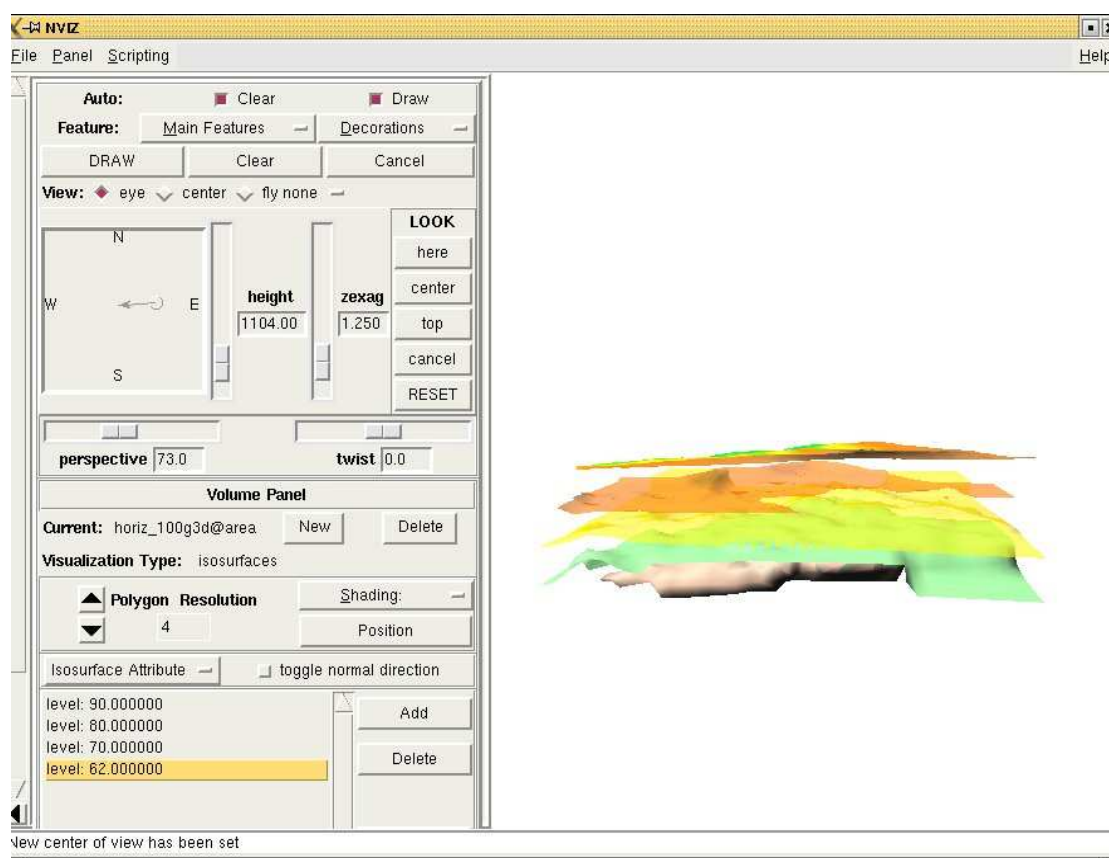 NVIZ
File Panel Scripting Help
Auto: Clear Draw
Feature: Main Features Decorations
DRAW Clear Cancel
View: eye center fly none
LOOK
here
center
top
cancel
RESET
N
W E
S
height
1104.00
zexag
1.250
perspective 73.0 twist 0.0
Volume Panel
Current: horiz_100g3d@area New Delete
Visualization Type: isosurfaces
Polygon Resolution
4
Shading:
Position
Isosurface Attribute toggle normal direction
level: 90.000000
level: 80.000000
level: 70.000000
level: 62.000000
Add
Delete
New center of view has been set